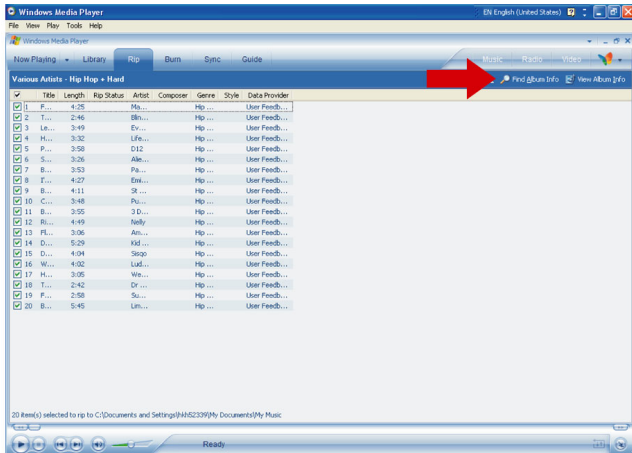 Windows Media Player
EN English (United States)
File View Play Tools Help
Windows Media Player
Now Playing Library Rip Burn Sync Guide Music Radio Video
Various Artists - Hip Hop + Hard Find Album Info View Album Info
Title Length Rip Status Artist Composer Genre Style Data Provider
1 F... 4:25 Ma... Hip ... User Feedb...
2 T... 2:46 Blin... Hip ... User Feedb...
3 Le... 3:49 Ev... Hip ... User Feedb...
4 H... 3:32 Life... Hip ... User Feedb...
5 P... 3:58 D12 Hip ... User Feedb...
6 S... 3:26 Alie... Hip ... User Feedb...
7 B... 3:53 Pa... Hip ... User Feedb...
8 I'... 4:27 Emi... Hip ... User Feedb...
9 B... 4:11 St ... Hip ... User Feedb...
10 C... 3:48 Pu... Hip ... User Feedb...
11 B... 3:55 3 D... Hip ... User Feedb...
12 Ri... 4:49 Nelly Hip ... User Feedb...
13 Fl... 3:06 Am... Hip ... User Feedb...
14 D... 5:29 Kid ... Hip ... User Feedb...
15 D... 4:04 Sisqo Hip ... User Feedb...
16 W... 4:02 Lud... Hip ... User Feedb...
17 H... 3:05 We... Hip ... User Feedb...
18 T... 2:42 Dr ... Hip ... User Feedb...
19 F... 2:58 Su... Hip ... User Feedb...
20 B... 5:45 Lim... Hip ... User Feedb...
20 item(s) selected to rip to C:\Documents and Settings\hkh52339\My Documents\My Music
Ready